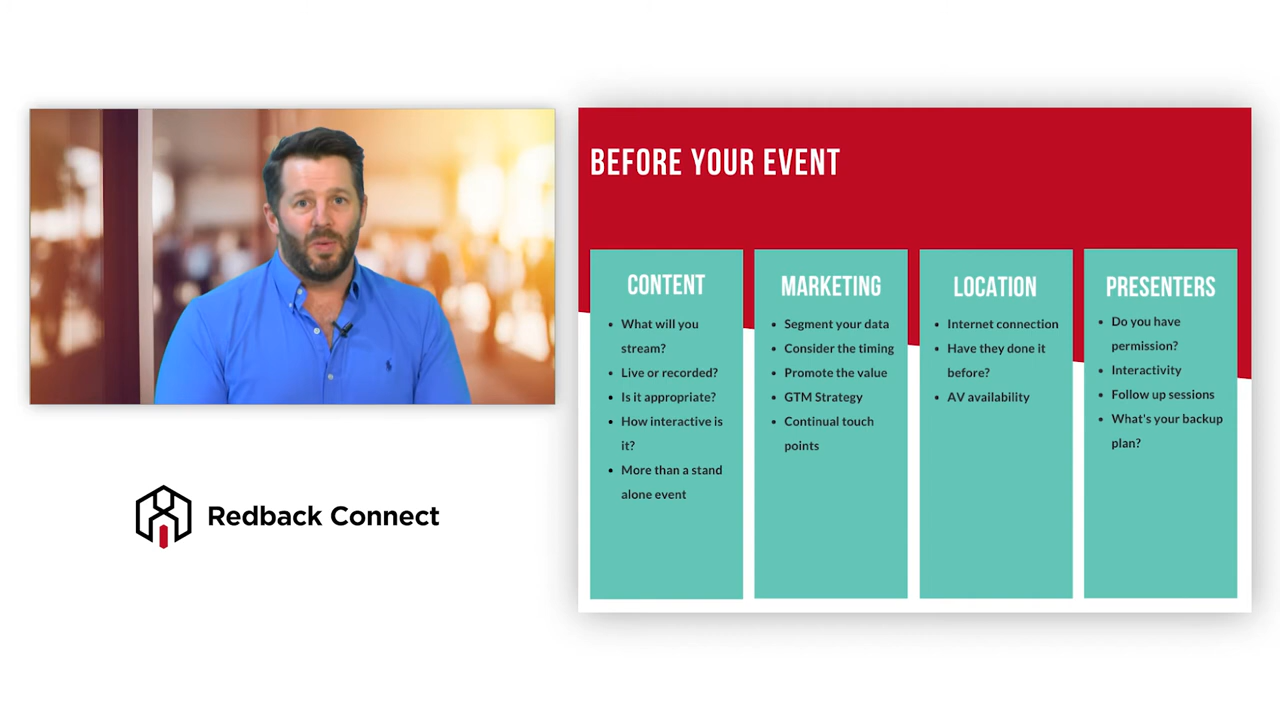 BEFORE YOUR EVENT
CONTENT
• What will you
stream?
• Live or recorded?
• Is it appropriate?
• How interactive is
it?
• More than a stand
alone event
MARKETING
• Segment your data
• Consider the timing
• Promote the value
• GTM Strategy
• Continual touch
points
LOCATION
• Internet connection
• Have they done it
before?
• AV availability
PRESENTERS
• Do you have
permission?
• Interactivity
• Follow up sessions
• What's your backup
plan?
Redback Connect